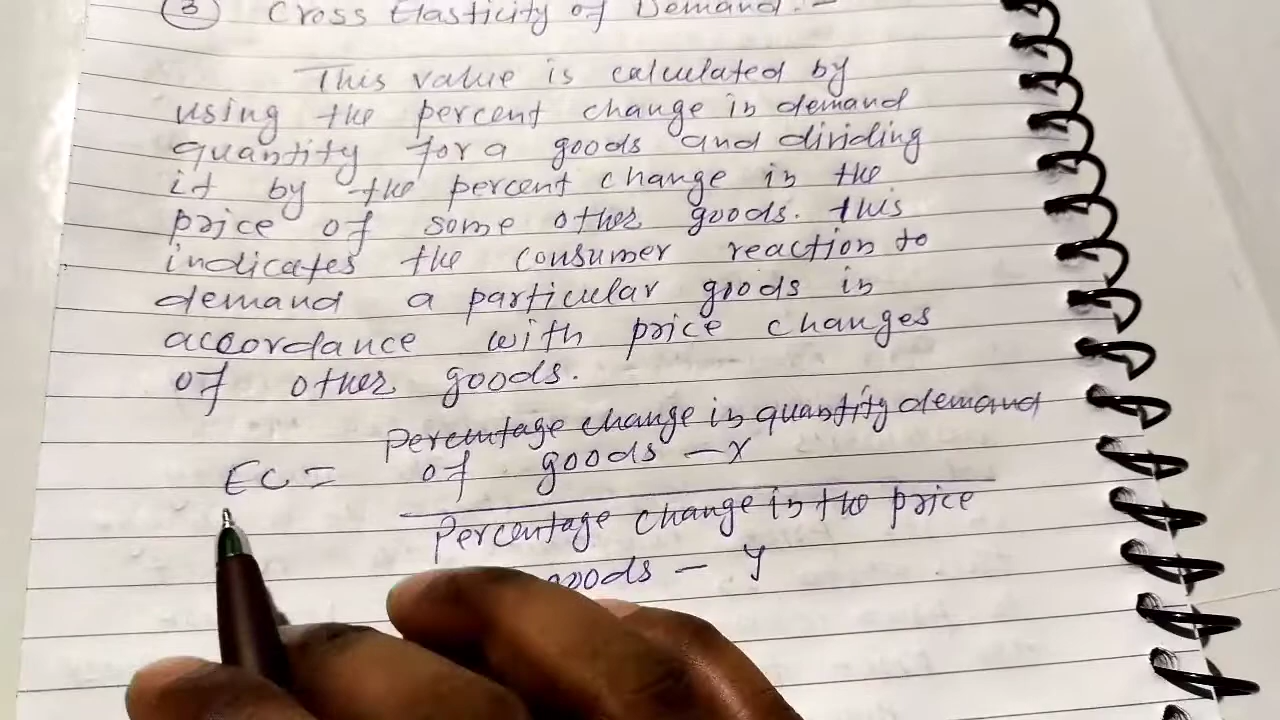 3 Cross Elasticity of Demand:-
This value is calculated by
using the percent change in demand
quantity for a goods and dividing
it by the percent change in the
price of some other goods. this
indicates the consumer reaction to
demand a particular goods in
accordance with price changes
of other goods.
Percentage change in quantity demand
EC = of goods - X
Percentage change in the price
goods - Y